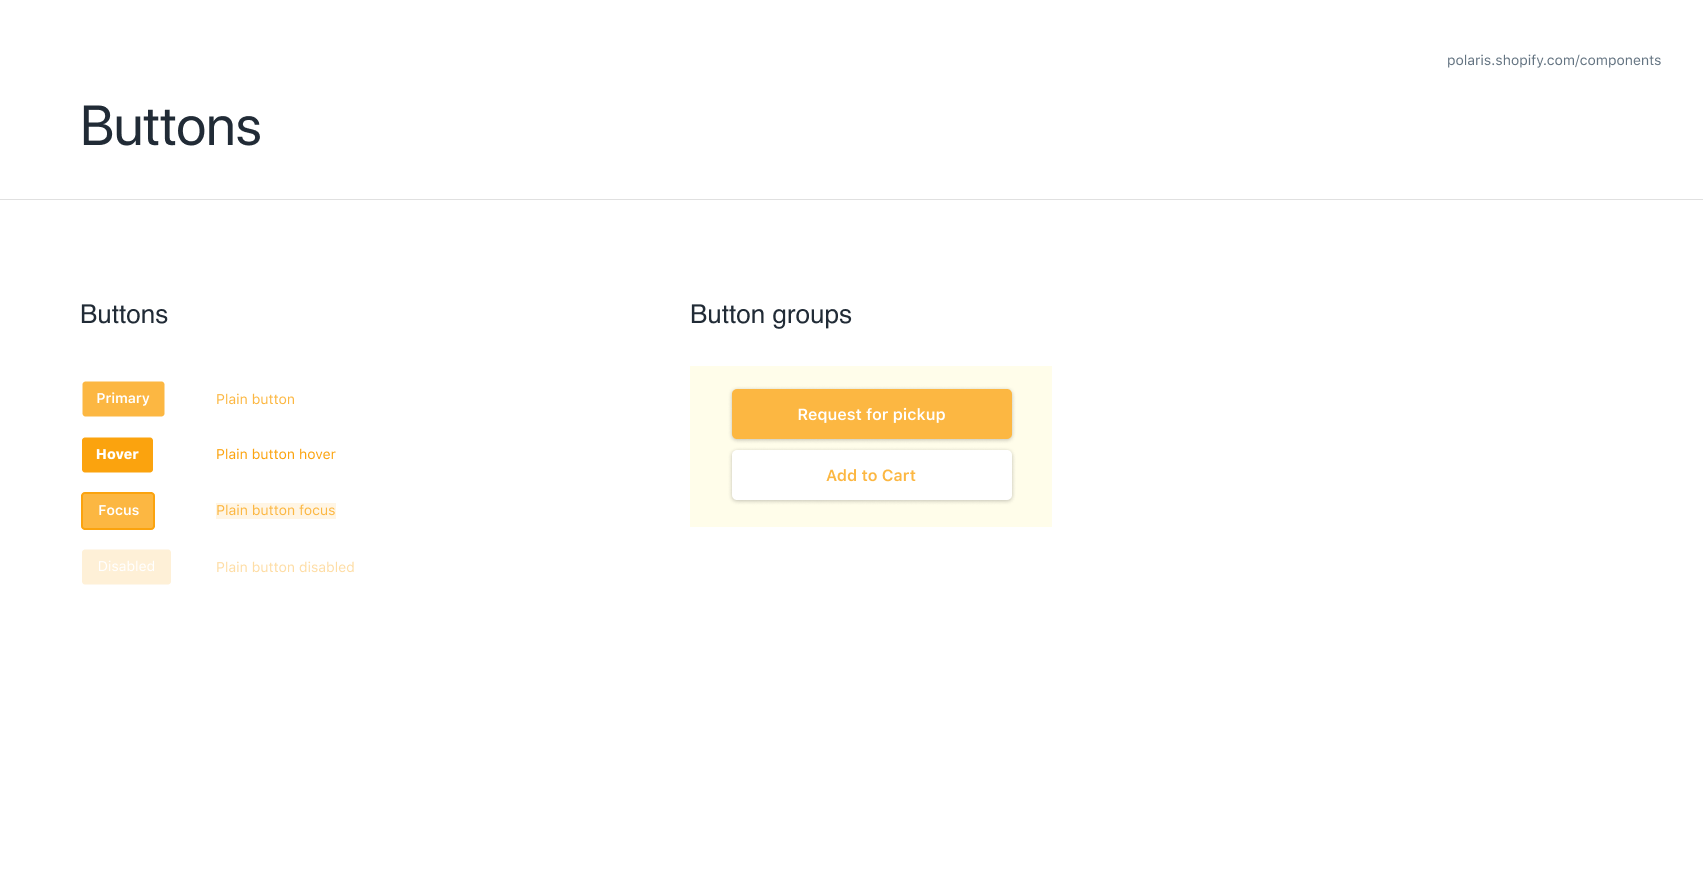 polaris.shopify.com/components
Buttons
Buttons
Primary
Plain button
Hover
Plain button hover
Focus
Plain button focus
Disabled
Plain button disabled
Button groups
Request for pickup
Add to Cart